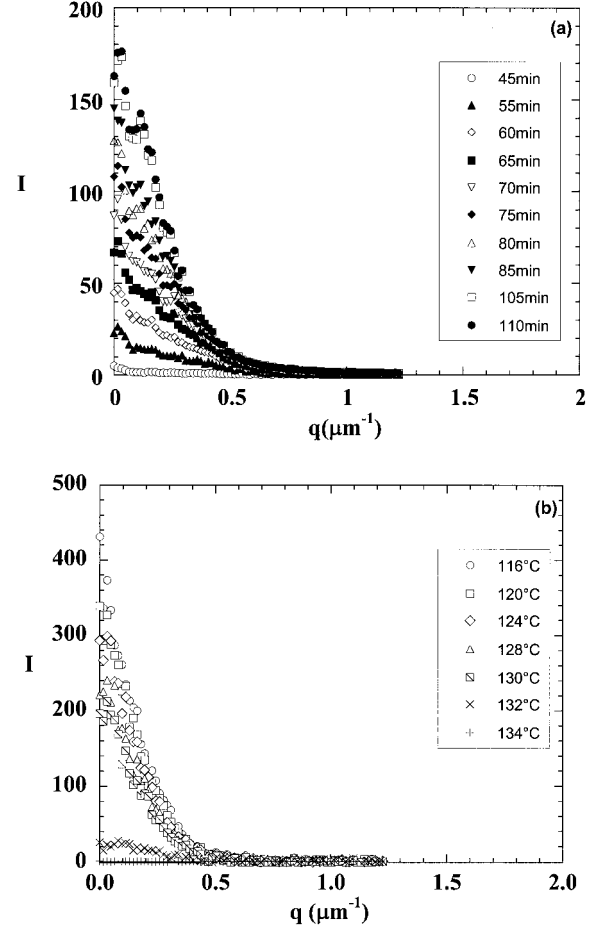 200
(a)
45min
55min
60min
150
65min
70min
I
100
75min
80min
85min
50
105min
110min
0
0
0.5
1
1.5
2
q(μm⁻¹)
500
(b)
400
116°C
120°C
124°C
300
128°C
I
130°C
200
132°C
134°C
100
0
0.0
0.5
1.0
1.5
2.0
q (μm⁻¹)